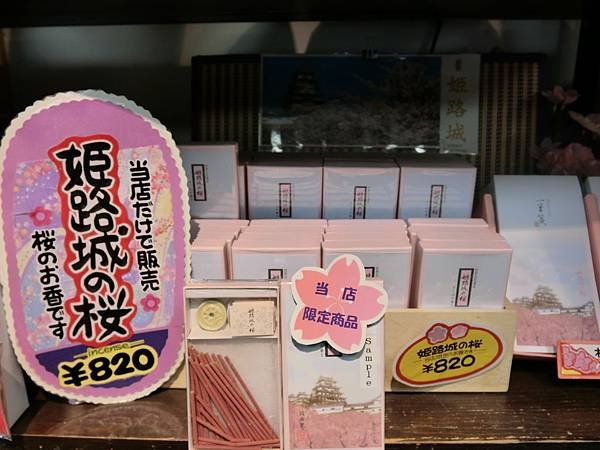 当店だけで販売
姫路城の桜
桜のお香です
incense
¥820
姫路城
当店
限定商品
Sample
姫路城の桜
¥820